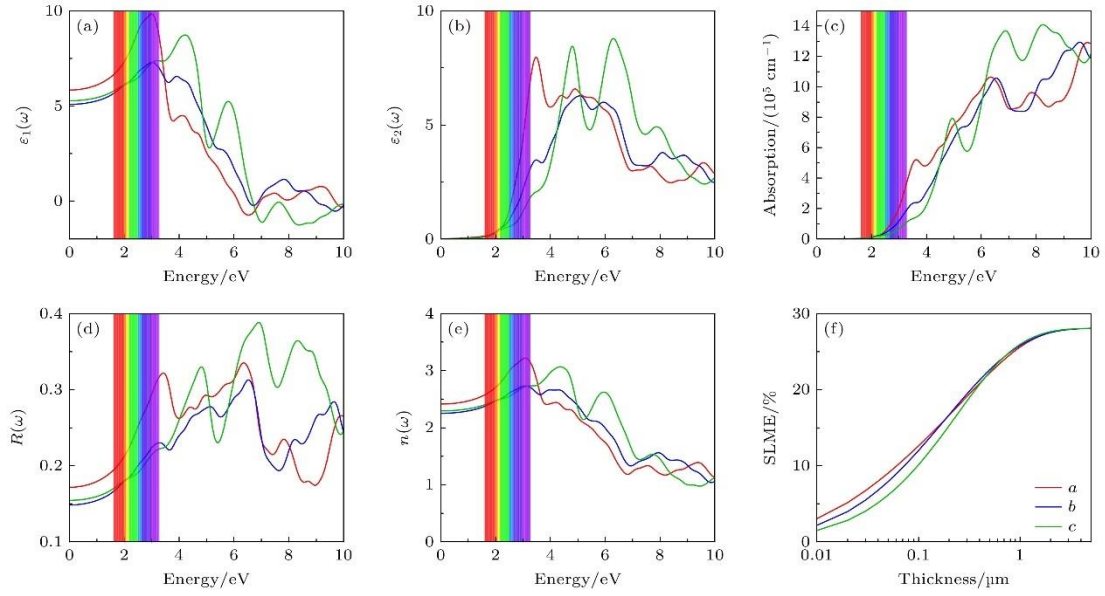 (a)
ε₁(ω)
10
5
0
0 2 4 6 8 10
Energy/eV
(b)
ε₂(ω)
10
5
0
0 2 4 6 8 10
Energy/eV
(c)
Absorption/(10⁵ cm⁻¹)
14
12
10
8
6
4
2
0
0 2 4 6 8 10
Energy/eV
(d)
R(ω)
0.4
0.3
0.2
0.1
0 2 4 6 8 10
Energy/eV
(e)
n(ω)
4
3
2
1
0
0 2 4 6 8 10
Energy/eV
(f)
SLME/%
30
20
10
0
a
b
c
0.01 0.1 1
Thickness/μm